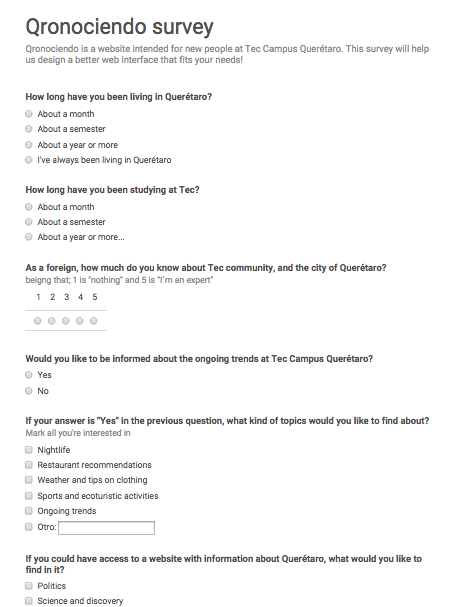 Qronociendo survey
Qronociendo is a website intended for new people at Tec Campus Querétaro. This survey will help
us design a better web interface that fits your needs!
How long have you been living in Querétaro?
About a month
About a semester
About a year or more
I've always been living in Querétaro
How long have you been studying at Tec?
About a month
About a semester
About a year or more...
As a foreign, how much do you know about Tec community, and the city of Querétaro?
beigng that; 1 is "nothing" and 5 is "I´m an expert"
1 2 3 4 5
Would you like to be informed about the ongoing trends at Tec Campus Querétaro?
Yes
No
If your answer is "Yes" in the previous question, what kind of topics would you like to find about?
Mark all you're interested in
Nightlife
Restaurant recommendations
Weather and tips on clothing
Sports and ecoturistic activities
Ongoing trends
Otro:
If you could have access to a website with information about Querétaro, what would you like to
find in it?
Politics
Science and discovery